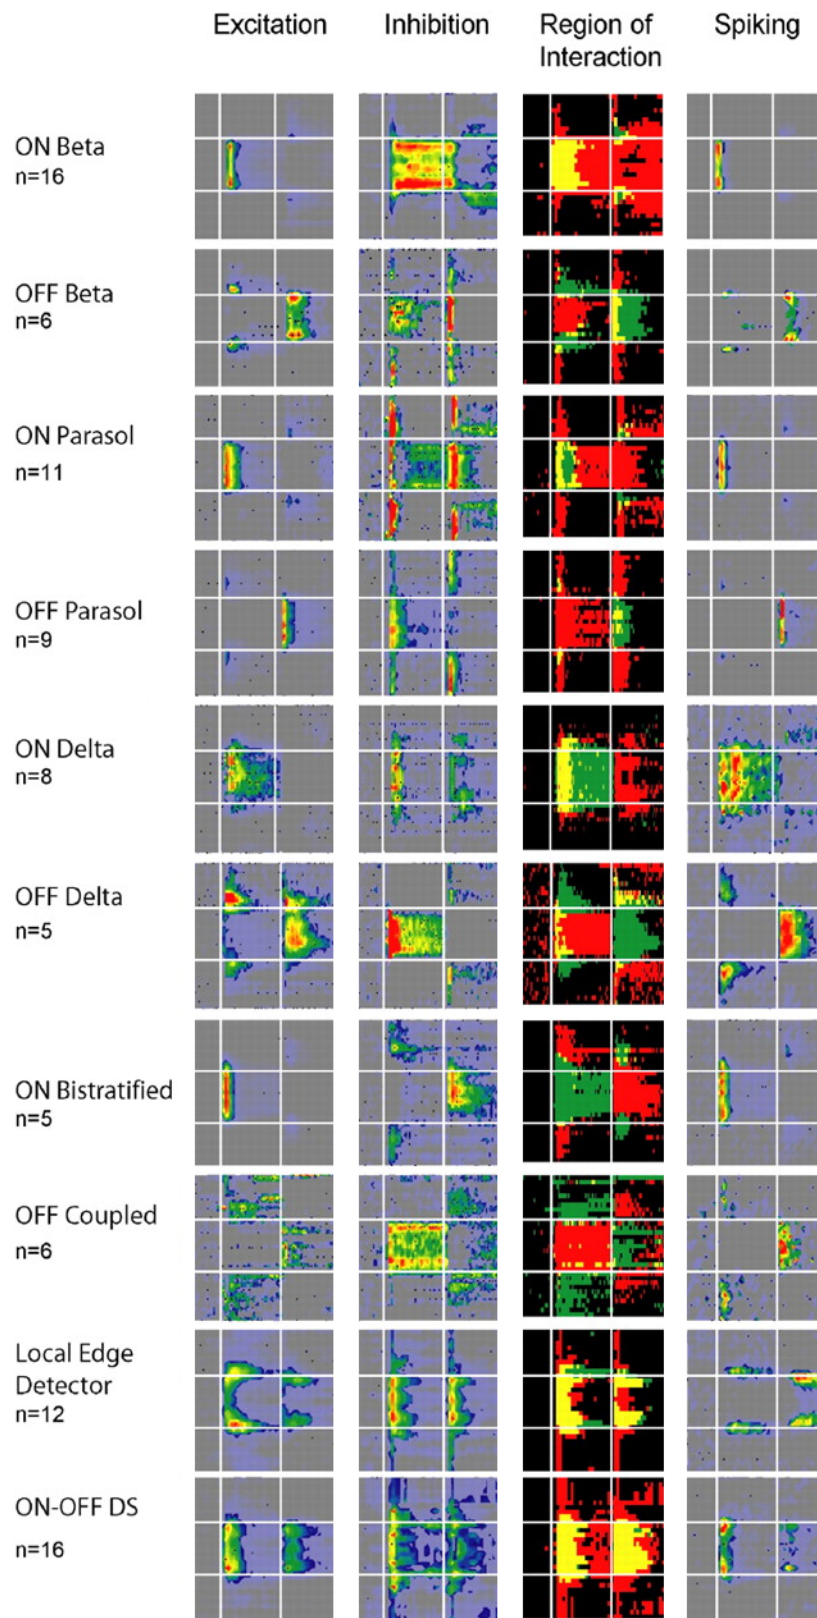 Excitation Inhibition Region of Interaction Spiking
ON Beta
n=16
OFF Beta
n=6
ON Parasol
n=11
OFF Parasol
n=9
ON Delta
n=8
OFF Delta
n=5
ON Bistratified
n=5
OFF Coupled
n=6
Local Edge
Detector
n=12
ON-OFF DS
n=16